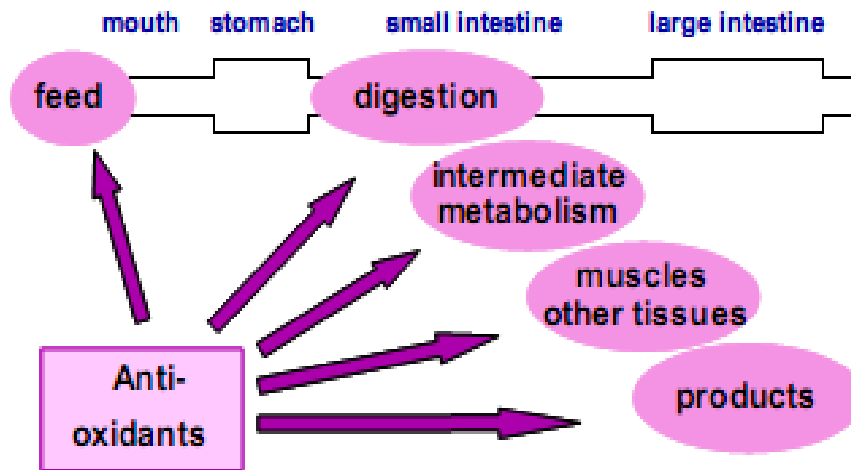 mouth stomach small intestine large intestine
feed digestion
intermediate
metabolism
muscles
other tissues
Anti-
oxidants
products